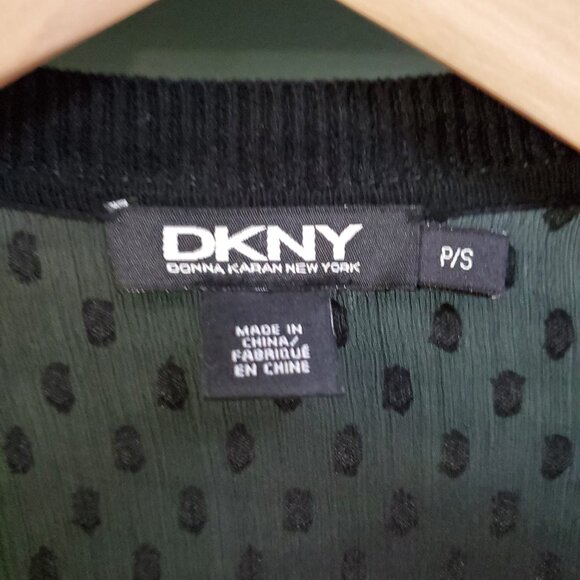 DKNY
DONNA KARAN NEW YORK
P/S
MADE IN
CHINA/
FABRIQUÉ
EN CHINE